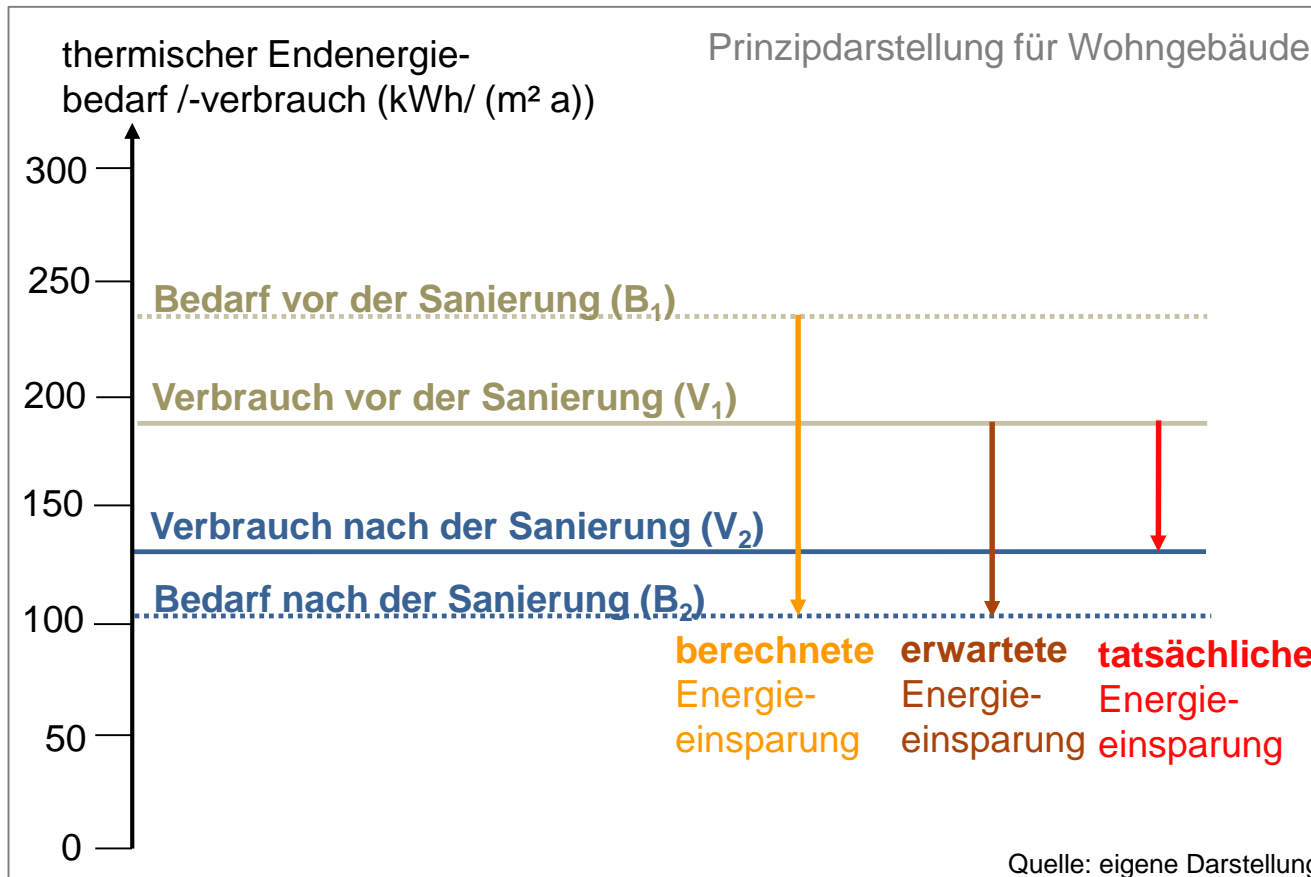 thermischer Endenergie-
bedarf /-verbrauch (kWh/ (m² a))
Prinzipdarstellung für Wohngebäude
300
250
Bedarf vor der Sanierung (B₁)
200
Verbrauch vor der Sanierung (V₁)
150
Verbrauch nach der Sanierung (V₂)
Bedarf nach der Sanierung (B₂)
100
berechnete
Energie-
einsparung
erwartete
Energie-
einsparung
tatsächliche
Energie-
einsparung
50
0
Quelle: eigene Darstellung